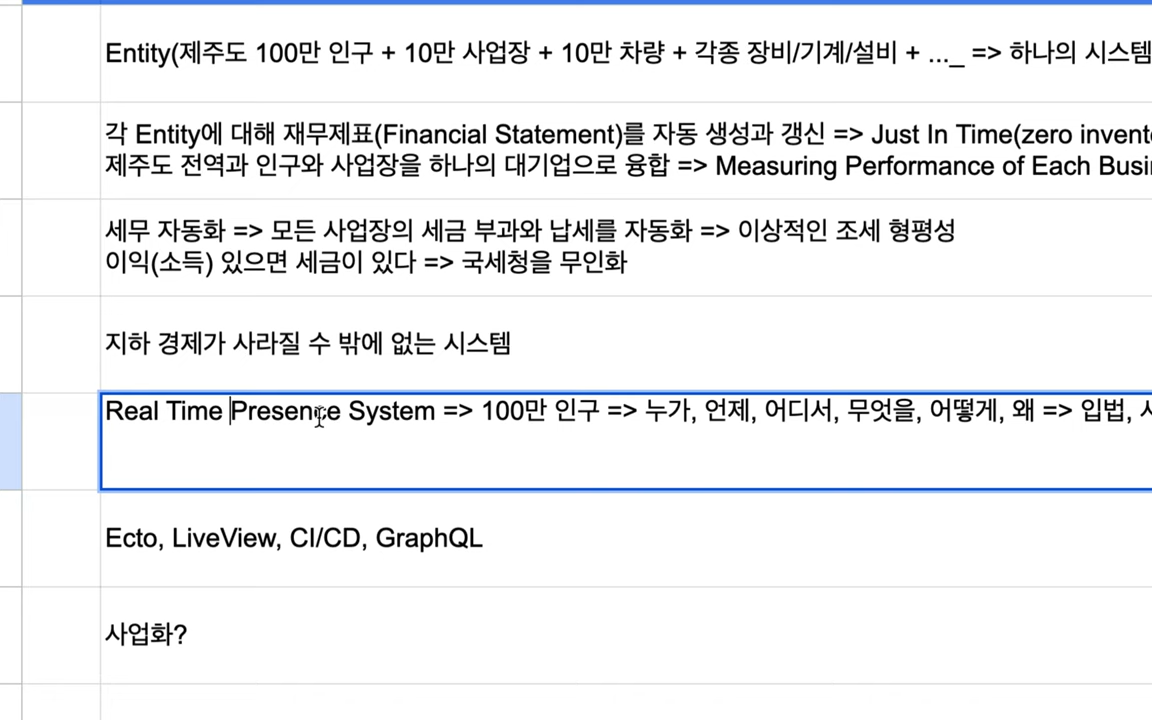 Entity(제주도 100만 인구 + 10만 사업장 + 10만 차량 + 각종 장비/기계/설비 + ..._ => 하나의 시스템
각 Entity에 대해 재무제표(Financial Statement)를 자동 생성과 갱신 => Just In Time(zero
제주도 전역과 인구와 사업장을 하나의 대기업으로 융합 => Measuring Performance of Each
세무 자동화 => 모든 사업장의 세금 부과와 납세를 자동화 => 이상적인 조세 형평성
이익(소득) 있으면 세금이 있다 => 국세청을 무인화
지하 경제가 사라질 수 밖에 없는 시스템
Real Time Presence System => 100만 인구 => 누가, 언제, 어디서, 무엇을, 어떻게, 왜 => 입법,
Ecto, LiveView, CI/CD, GraphQL
사업화?